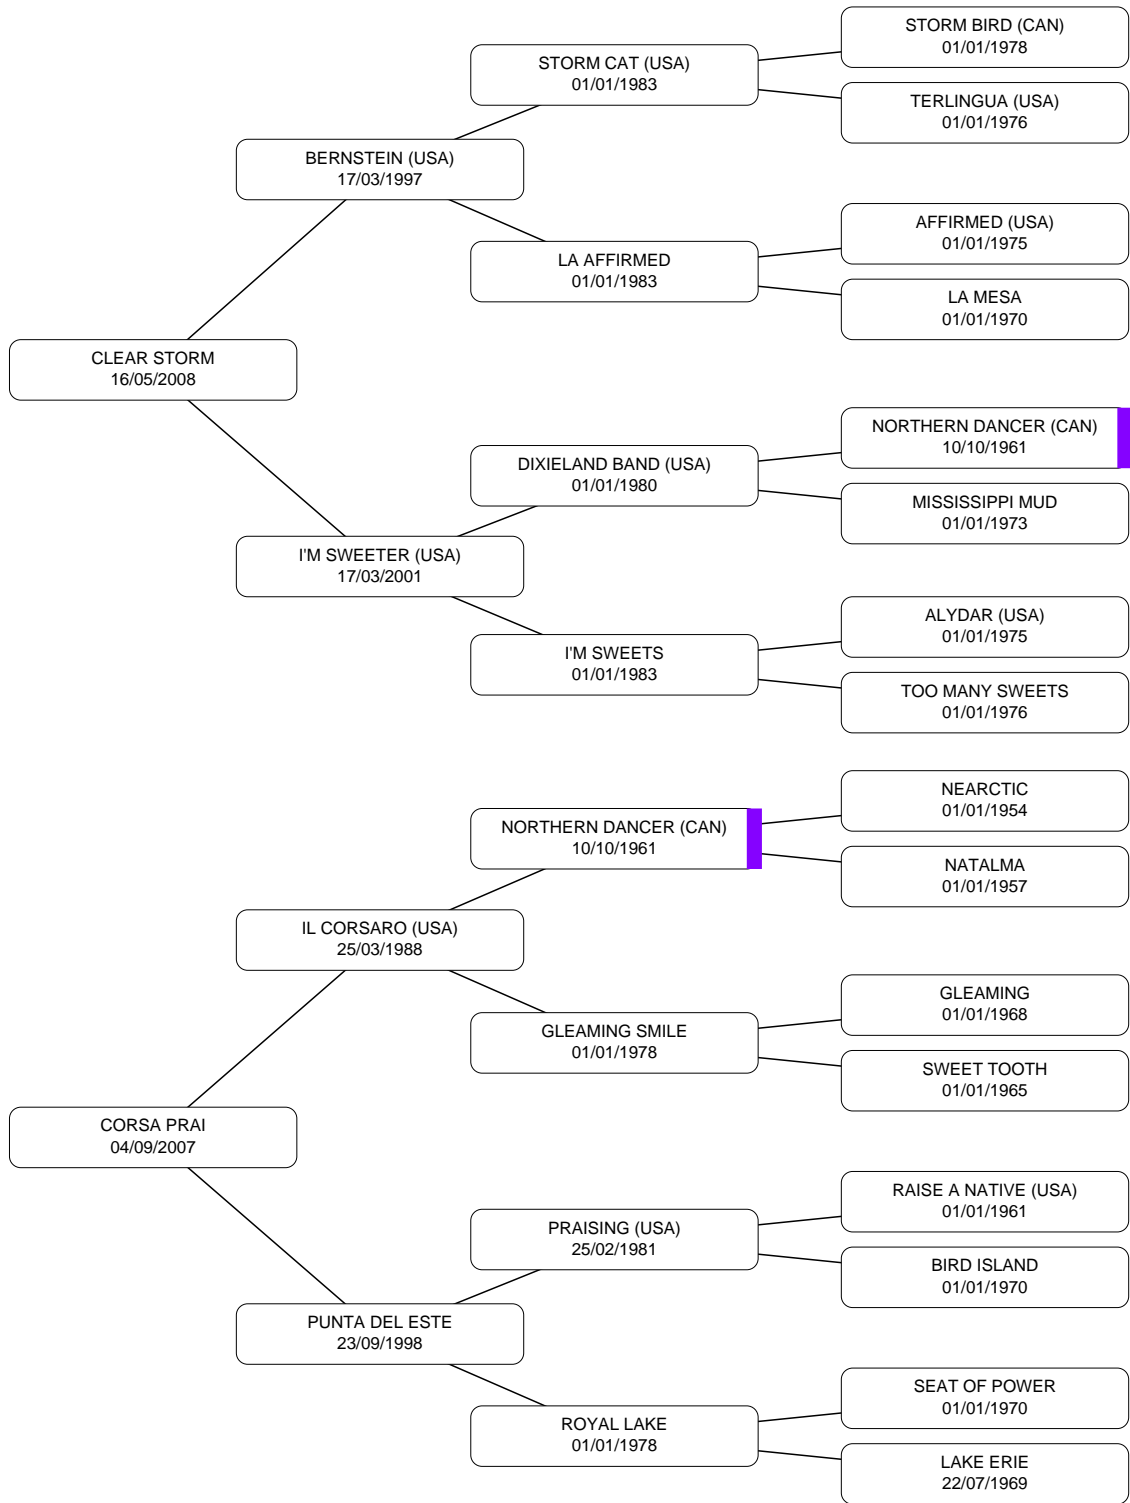 STORM BIRD (CAN)
01/01/1978
STORM CAT (USA)
01/01/1983
TERLINGUA (USA)
01/01/1976
BERNSTEIN (USA)
17/03/1997
AFFIRMED (USA)
01/01/1975
LA AFFIRMED
01/01/1983
LA MESA
01/01/1970
CLEAR STORM
16/05/2008
NORTHERN DANCER (CAN)
10/10/1961
DIXIELAND BAND (USA)
01/01/1980
MISSISSIPPI MUD
01/01/1973
I'M SWEETER (USA)
17/03/2001
ALYDAR (USA)
01/01/1975
I'M SWEETS
01/01/1983
TOO MANY SWEETS
01/01/1976
NEARCTIC
01/01/1954
NORTHERN DANCER (CAN)
10/10/1961
NATALMA
01/01/1957
IL CORSARO (USA)
25/03/1988
GLEAMING
01/01/1968
GLEAMING SMILE
01/01/1978
SWEET TOOTH
01/01/1965
CORSA PRAI
04/09/2007
RAISE A NATIVE (USA)
01/01/1961
PRAISING (USA)
25/02/1981
BIRD ISLAND
01/01/1970
PUNTA DEL ESTE
23/09/1998
SEAT OF POWER
01/01/1970
ROYAL LAKE
01/01/1978
LAKE ERIE
22/07/1969